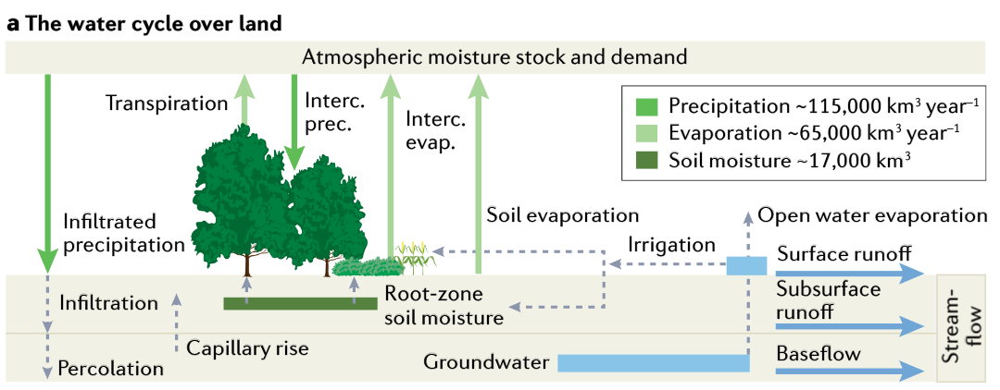 a The water cycle over land
Atmospheric moisture stock and demand
Transpiration
Interc.
prec.
Interc.
evap.
Precipitation ~115,000 km³ year⁻¹
Evaporation ~65,000 km³ year⁻¹
Soil moisture ~17,000 km³
Infiltrated
precipitation
Soil evaporation
Open water evaporation
Irrigation
Surface runoff
Infiltration
Root-zone
soil moisture
Subsurface
runoff
Capillary rise
Percolation
Groundwater
Baseflow
Stream-
flow